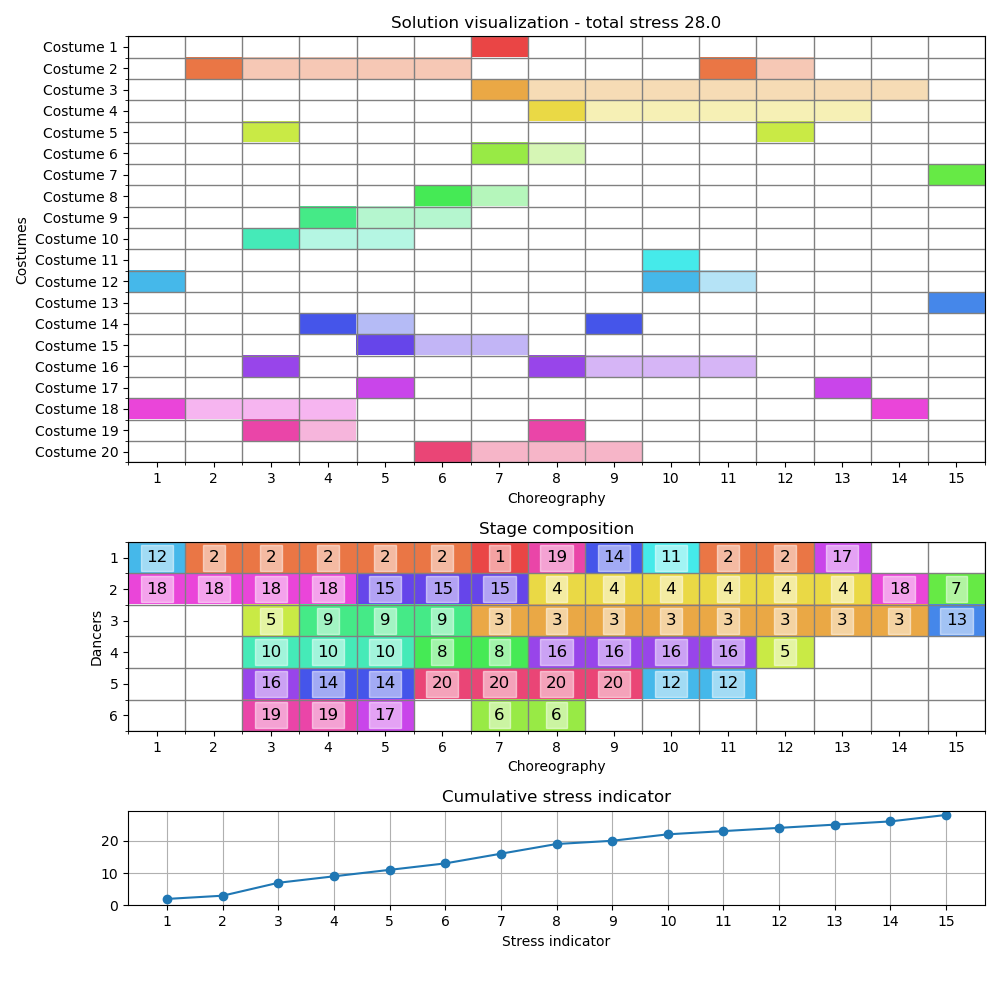 Solution visualization - total stress 28.0
Costume 1
Costume 2
Costume 3
Costume 4
Costume 5
Costume 6
Costume 7
Costume 8
Costume 9
Costume 10
Costume 11
Costume 12
Costume 13
Costume 14
Costume 15
Costume 16
Costume 17
Costume 18
Costume 19
Costume 20
Costumes
1 2 3 4 5 6 7 8 9 10 11 12 13 14 15
Choreography
Stage composition
1 12 2 2 2 2 2 1 19 14 11 2 2 17
2 18 18 18 18 15 15 15 4 4 4 4 4 4 18 7
3 5 9 9 9 3 3 3 3 3 3 3 3 13
4 10 10 10 8 8 16 16 16 16 5
5 16 14 14 20 20 20 20 12 12
6 19 19 17 6 6
Dancers
1 2 3 4 5 6 7 8 9 10 11 12 13 14 15
Choreography
Cumulative stress indicator
20
10
0
1 2 3 4 5 6 7 8 9 10 11 12 13 14 15
Stress indicator